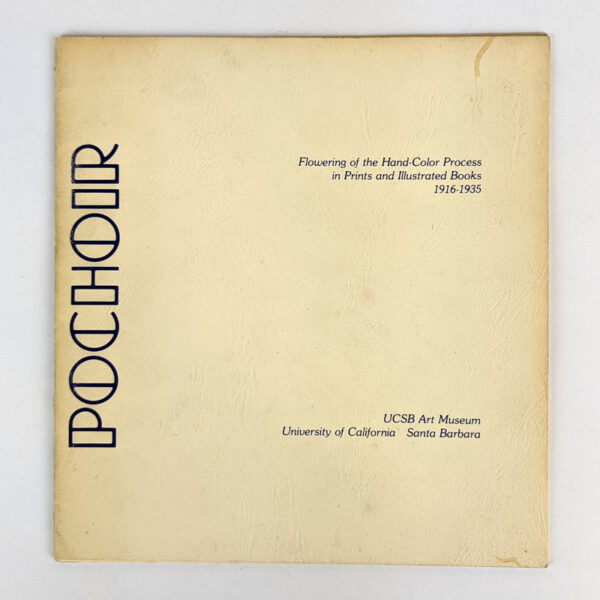 POCHOIR
Flowering of the Hand-Color Process
in Prints and Illustrated Books
1916-1935
UCSB Art Museum
University of California Santa Barbara